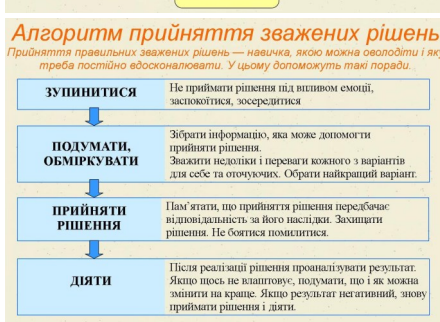 Алгоритм прийняття зважених рішень
Прийняття правильних зважених рішень — навичка, якою можна оволодіти і яку
треба постійно вдосконалювати. У цьому допоможуть такі поради.
ЗУПИНИТИСЯ
Не приймати рішення під впливом емоції,
заспокоїтися, зосередитися
ПОДУМАТИ,
ОБМІРКУВАТИ
Зібрати інформацію, яка може допомогти
прийняти рішення.
Зважити недоліки і переваги кожного з варіантів
для себе та оточуючих. Обрати найкращий варіант.
ПРИЙНЯТИ
РІШЕННЯ
Пам’ятати, що прийняття рішення передбачає
відповідальність за його наслідки. Захищати
рішення. Не боятися помилитися.
ДІЯТИ
Після реалізації рішення проаналізувати результат.
Якщо щось не влаштовує, подумати, що і як можна
змінити на краще. Якщо результат негативний, знову
приймати рішення і діяти.